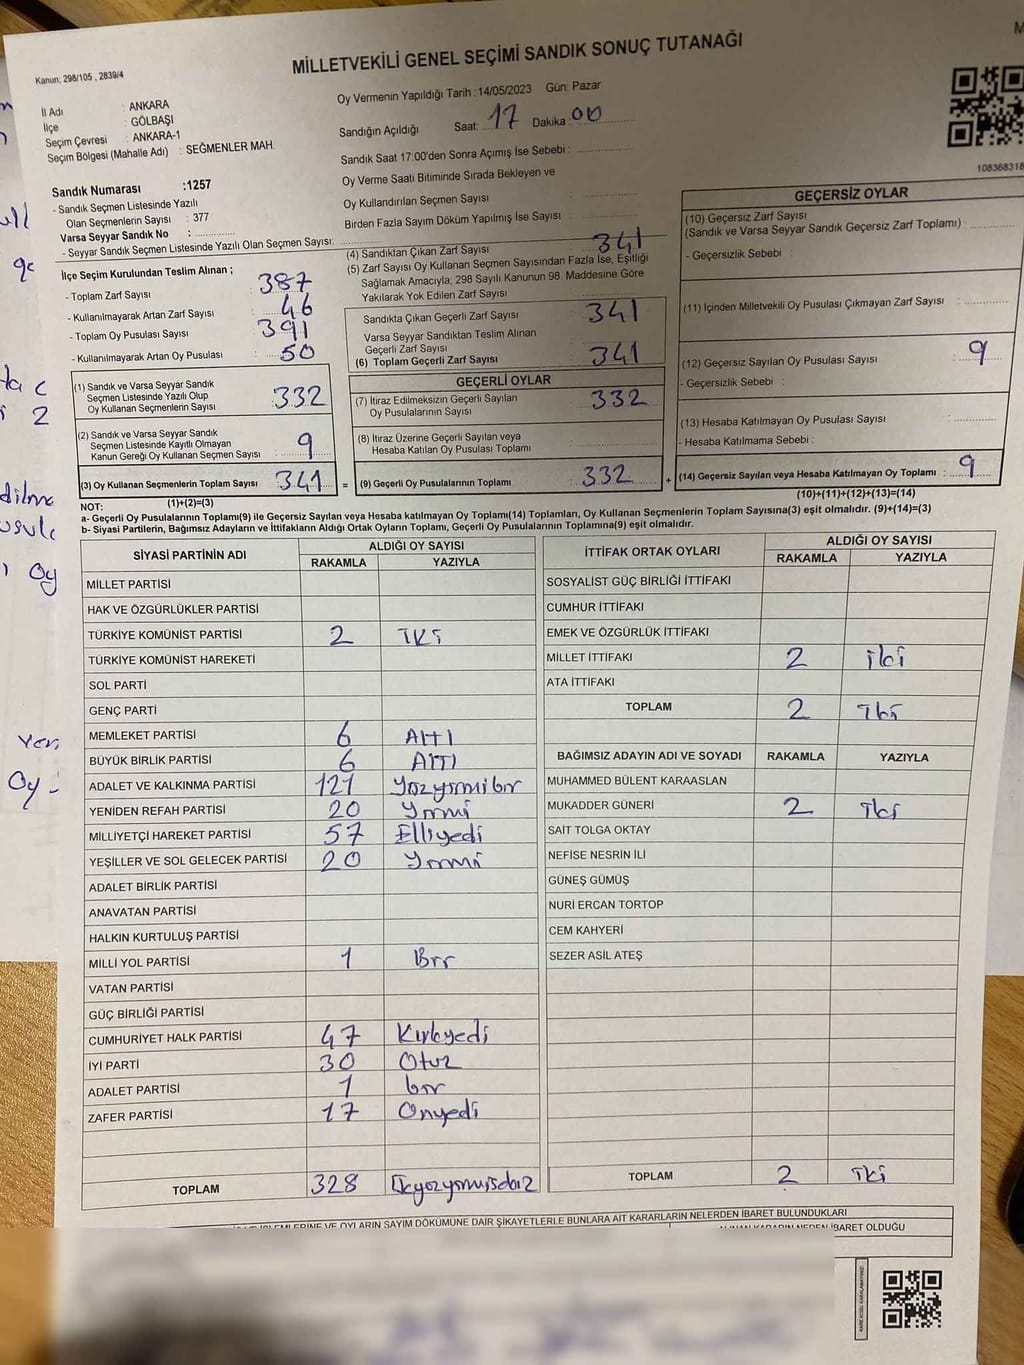 MİLLETVEKİLİ GENEL SEÇİMİ SANDIK SONUÇ TUTANAĞI
Kanun; 298/105 , 2839/4
İl Adı : ANKARA
İlçe : GÖLBAŞI
Seçim Çevresi : ANKARA-1
Seçim Bölgesi (Mahalle Adı) : SEĞMENLER MAH.
Sandık Numarası :1257
- Sandık Seçmen Listesinde Yazılı
Olan Seçmenlerin Sayısı : 377
Varsa Seyyar Sandık No :
- Seyyar Sandık Seçmen Listesinde Yazılı Olan Seçmen Sayısı:
Oy Vermenin Yapıldığı Tarih :14/05/2023 Gün: Pazar
Sandığın Açıldığı Saat: 17 Dakika 00
Sandık Saat 17:00'den Sonra Açılmış İse Sebebi :
Oy Verme Saati Bitiminde Sırada Bekleyen ve
Oy Kullandırılan Seçmen Sayısı :
Birden Fazla Sayım Döküm Yapılmış İse Sayısı :
108368318
İlçe Seçim Kurulundan Teslim Alınan ;
- Toplam Zarf Sayısı : 387
- Kullanılmayarak Artan Zarf Sayısı : 46
- Toplam Oy Pusulası Sayısı : 391
- Kullanılmayarak Artan Oy Pusulası : 50
(1) Sandık ve Varsa Seyyar Sandık
Seçmen Listesinde Yazılı Olup
Oy Kullanan Seçmenlerin Sayısı : 332
(2) Sandık ve Varsa Seyyar Sandık
Seçmen Listesinde Kayıtlı Olmayan
Kanun Gereği Oy Kullanan Seçmen Sayısı : 9
(3) Oy Kullanan Seçmenlerin Toplam Sayısı : 341
(1)+(2)=(3)
(4) Sandıktan Çıkan Zarf Sayısı : 341
(5) Zarf Sayısı Oy Kullanan Seçmen Sayısından Fazla İse, Eşitliği
Sağlamak Amacıyla; 298 Sayılı Kanunun 98 Maddesine Göre
Yakılarak Yok Edilen Zarf Sayısı :
Sandıkta Çıkan Geçerli Zarf Sayısı : 341
Varsa Seyyar Sandıktan Teslim Alınan
Geçerli Zarf Sayısı :
(6) Toplam Geçerli Zarf Sayısı : 341
GEÇERLİ OYLAR
(7) İtiraz Edilmeksizin Geçerli Sayılan
Oy Pusulalarının Sayısı : 332
(8) İtiraz Üzerine Geçerli Sayılan veya
Hesaba Katılan Oy Pusulası Toplamı :
= (9) Geçerli Oy Pusulalarının Toplamı : 332 +
GEÇERSİZ OYLAR
(10) Geçersiz Zarf Sayısı
(Sandık ve Varsa Seyyar Sandık Geçersiz Zarf Toplamı) :
- Geçersizlik Sebebi :
(11) İçinden Milletvekili Oy Pusulası Çıkmayan Zarf Sayısı :
(12) Geçersiz Sayılan Oy Pusulası Sayısı : 9
- Geçersizlik Sebebi :
(13) Hesaba Katılmayan Oy Pusulası Sayısı :
- Hesaba Katılmama Sebebi :
(14) Geçersiz Sayılan veya Hesaba Katılmayan Oy Toplamı : 9
(10)+(11)+(12)+(13)=(14)
NOT:
a- Geçerli Oy Pusulalarının Toplamı(9) ile Geçersiz Sayılan veya Hesaba katılmayan Oy Toplamı(14) Toplamları, Oy Kullanan Seçmenlerin Toplam Sayısına(3) eşit olmalıdır. (9)+(14)=(3)
b- Siyasi Partilerin, Bağımsız Adayların ve İttifakların Aldığı Ortak Oyların Toplamı, Geçerli Oy Pusulalarının Toplamına(9) eşit olmalıdır.
SİYASİ PARTİNİN ADI ALDIĞI OY SAYISI
RAKAMLA YAZIYLA
MİLLET PARTİSİ
HAK VE ÖZGÜRLÜKLER PARTİSİ
TÜRKİYE KOMÜNİST PARTİSİ 2 İKİ
TÜRKİYE KOMÜNİST HAREKETİ
SOL PARTİ
GENÇ PARTİ
MEMLEKET PARTİSİ 6 ALTI
BÜYÜK BİRLİK PARTİSİ 6 ALTI
ADALET VE KALKINMA PARTİSİ 121 Yüzyirmibir
YENİDEN REFAH PARTİSİ 20 Yirmi
MİLLİYETÇİ HAREKET PARTİSİ 57 Elliyedi
YEŞİLLER VE SOL GELECEK PARTİSİ 20 Yirmi
ADALET BİRLİK PARTİSİ
ANAVATAN PARTİSİ
HALKIN KURTULUŞ PARTİSİ
MİLLİ YOL PARTİSİ 1 Bir
VATAN PARTİSİ
GÜÇ BİRLİĞİ PARTİSİ
CUMHURİYET HALK PARTİSİ 47 Kırkyedi
İYİ PARTİ 30 Otuz
ADALET PARTİSİ 1 bir
ZAFER PARTİSİ 17 Onyedi
TOPLAM 328 Üçyüzyirmisekiz
İTTİFAK ORTAK OYLARI ALDIĞI OY SAYISI
RAKAMLA YAZIYLA
SOSYALİST GÜÇ BİRLİĞİ İTTİFAKI
CUMHUR İTTİFAKI
EMEK VE ÖZGÜRLÜK İTTİFAKI
MİLLET İTTİFAKI 2 iki
ATA İTTİFAKI
TOPLAM 2 iki
BAĞIMSIZ ADAYIN ADI VE SOYADI RAKAMLA YAZIYLA
MUHAMMED BÜLENT KARAASLAN
MUKADDER GÜNERİ 2 iki
SAİT TOLGA OKTAY
NEFİSE NESRİN İLİ
GÜNEŞ GÜMÜŞ
NURİ ERCAN TORTOP
CEM KAHYERİ
SEZER ASİL ATEŞ
TOPLAM 2 iki
İŞLEMLERİNE VE OYLARIN SAYIM DÖKÜMÜNE DAİR ŞİKAYETLERLE BUNLARA AİT KARARLARIN NELERDEN İBARET BULUNDUKLARI
ALINAN KARARIN NEDEN İBARET OLDUĞU